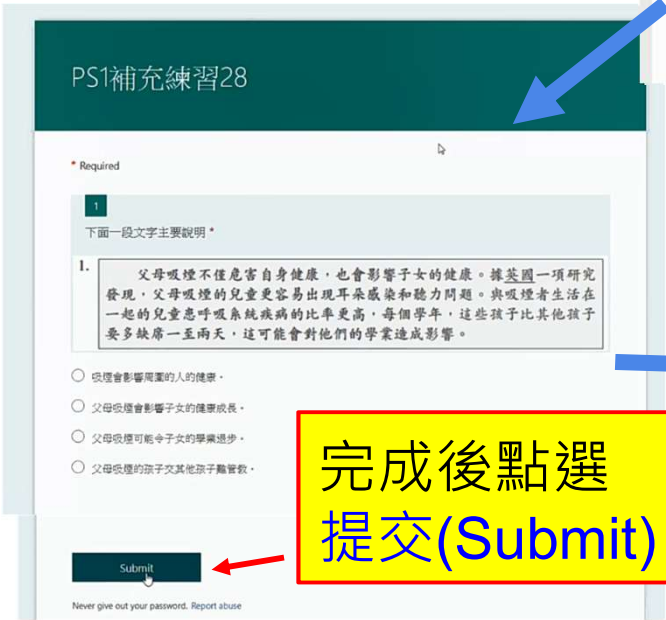 PS1補充練習28
* Required
1
下面一段文字主要說明 *
1.
父母吸煙不僅危害自身健康,也會影響子女的健康。據英國一項研究
發現,父母吸煙的兒童更容易出現耳朵感染和聽力問題。與吸煙者生活在
一起的兒童患呼吸系統疾病的比率更高,每個學年,這些孩子比其他孩子
要多缺席一至兩天,這可能會對他們的學業造成影響。
吸煙會影響周圍的人的健康。
父母吸煙會影響子女的健康成長。
父母吸煙可能令子女的學業退步。
父母吸煙的孩子交其他孩子難管教。
完成後點選
提交(Submit)
Submit
Never give out your password. Report abuse